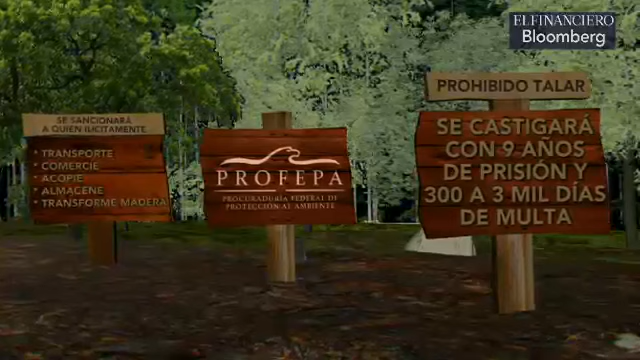 EL FINANCIERO
Bloomberg
SE SANCIONARÁ
A QUIEN ILÍCITAMENTE
* TRANSPORTE
* COMERCIE
* ACOPIE
* ALMACENE
* TRANSFORME MADERA
PROFEPA
PROCURADURÍA FEDERAL DE
PROTECCIÓN AL AMBIENTE
PROHIBIDO TALAR
SE CASTIGARÁ
CON 9 AÑOS
DE PRISIÓN Y
300 A 3 MIL DÍAS
DE MULTA